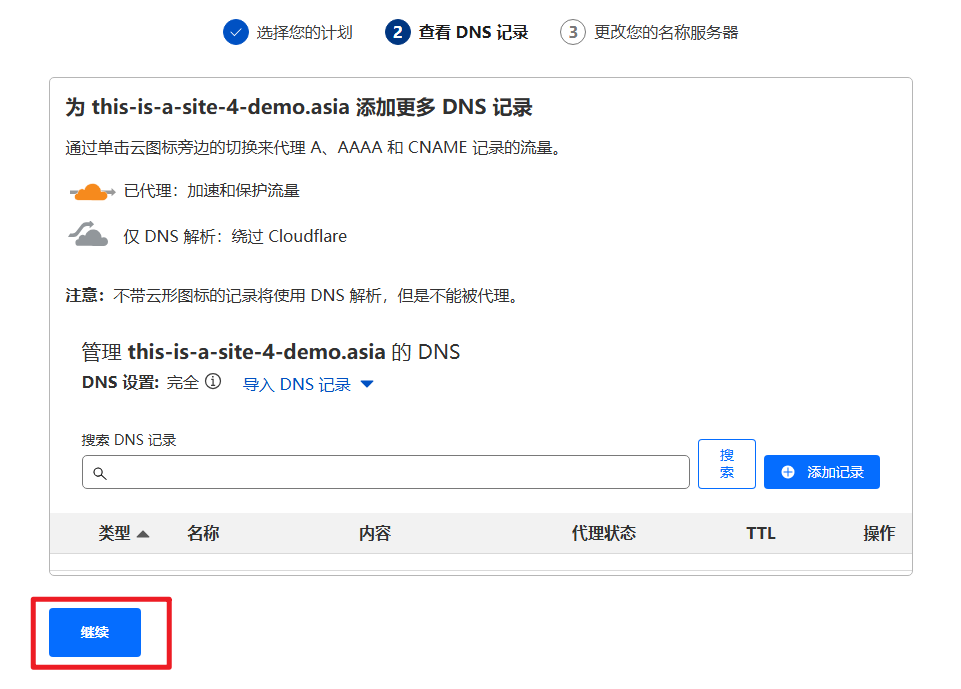 选择您的计划 2 查看 DNS 记录 3 更改您的名称服务器
为 this-is-a-site-4-demo.asia 添加更多 DNS 记录
通过单击云图标旁边的切换来代理 A、AAAA 和 CNAME 记录的流量。
已代理：加速和保护流量
仅 DNS 解析：绕过 Cloudflare
注意：不带云形图标的记录将使用 DNS 解析，但是不能被代理。
管理 this-is-a-site-4-demo.asia 的 DNS
DNS 设置: 完全 导入 DNS 记录
搜索 DNS 记录
搜
索
添加记录
类型 名称 内容 代理状态 TTL 操作
继续